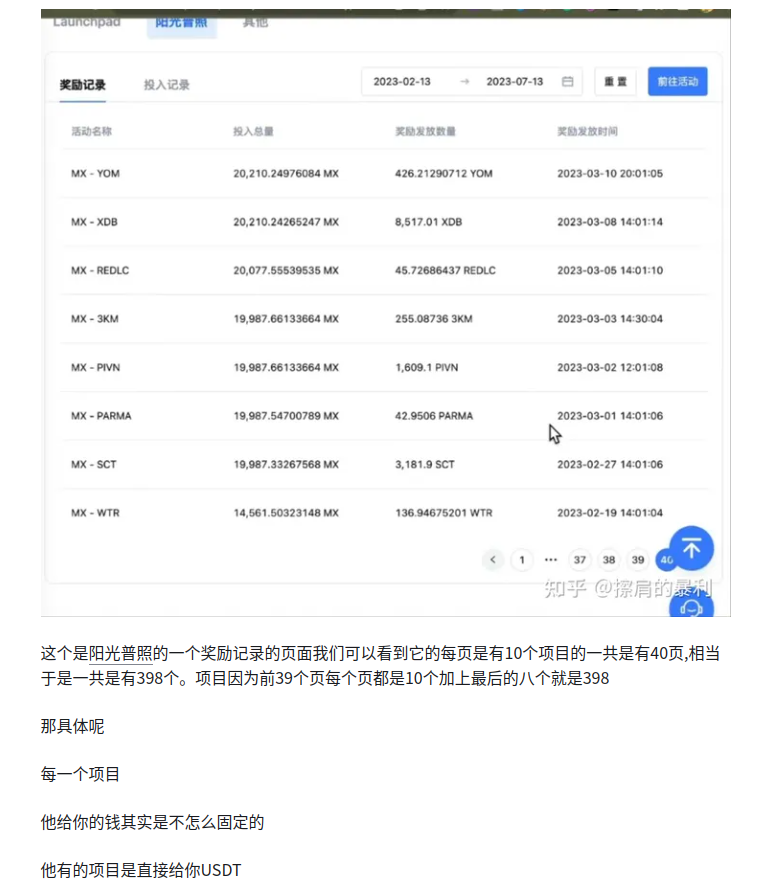 Launchpad 阳光普照 其他
奖励记录 投入记录 2023-02-13 → 2023-07-13 重置 前往活动
活动名称 投入总量 奖励发放数量 奖励发放时间
MX - YOM 20,210.24976084 MX 426.21290712 YOM 2023-03-10 20:01:05
MX - XDB 20,210.24265247 MX 8,517.01 XDB 2023-03-08 14:01:14
MX - REDLC 20,077.55539535 MX 45.72686437 REDLC 2023-03-05 14:01:10
MX - 3KM 19,987.66133664 MX 255.08736 3KM 2023-03-03 14:30:04
MX - PIVN 19,987.66133664 MX 1,609.1 PIVN 2023-03-02 12:01:08
MX - PARMA 19,987.54700789 MX 42.9506 PARMA 2023-03-01 14:01:06
MX - SCT 19,987.33267568 MX 3,181.9 SCT 2023-02-27 14:01:06
MX - WTR 14,561.50323148 MX 136.94675201 WTR 2023-02-19 14:01:04
< 1 ··· 37 38 39 40
知乎 @擦肩的暴利
这个是阳光普照的一个奖励记录的页面我们可以看到它的每页是有10个项目的一共是有40页,相当
于是一共是有398个。项目因为前39个页每个页都是10个加上最后的八个就是398
那具体呢
每一个项目
他给你的钱其实是不怎么固定的
他有的项目是直接给你USDT